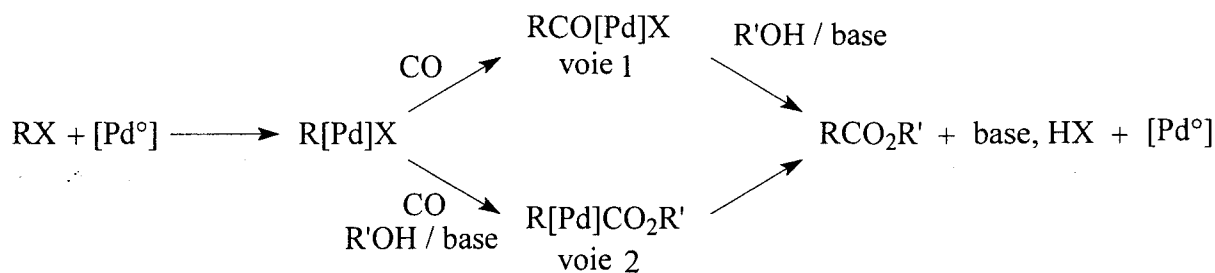 RCO[Pd]X
voie 1
CO
R'OH / base
RX + [Pd°]
R[Pd]X
RCO₂R' + base, HX + [Pd°]
CO
R'OH / base
R[Pd]CO₂R'
voie 2